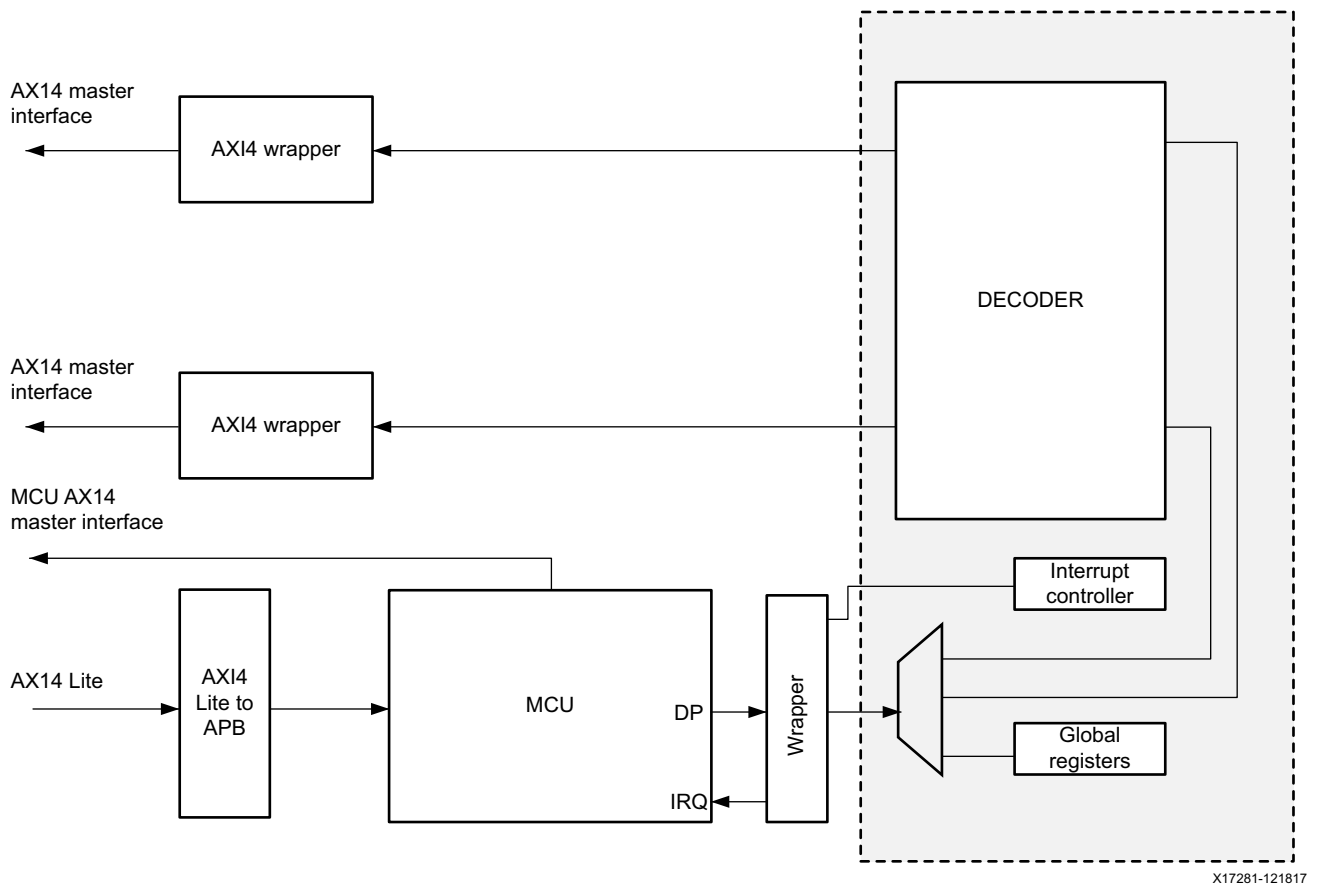 AX14 master
interface
AXI4 wrapper
DECODER
AX14 master
interface
AXI4 wrapper
MCU AX14
master interface
Interrupt
controller
AX14 Lite
AXI4
Lite to
APB
MCU
DP
IRQ
Wrapper
Global
registers
X17281-121817